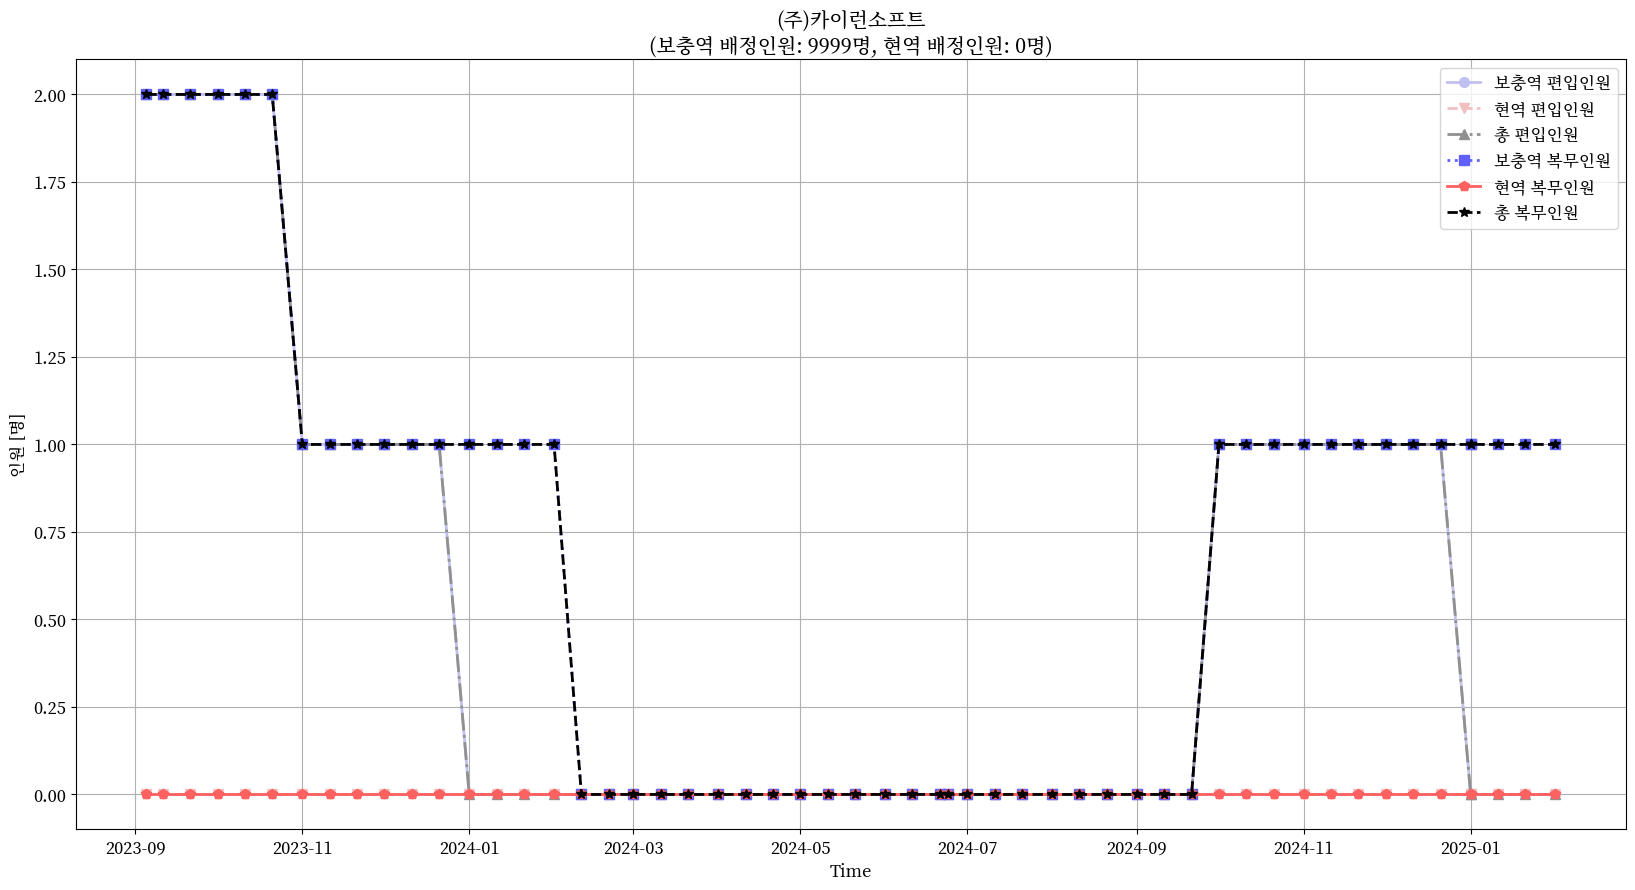 (주)카이런소프트
(보충역 배정인원: 9999명, 현역 배정인원: 0명)
보충역 편입인원
현역 편입인원
총 편입인원
보충역 복무인원
현역 복무인원
총 복무인원
인원 [명]
2.00
1.75
1.50
1.25
1.00
0.75
0.50
0.25
0.00
2023-09
2023-11
2024-01
2024-03
2024-05
2024-07
2024-09
2024-11
2025-01
Time